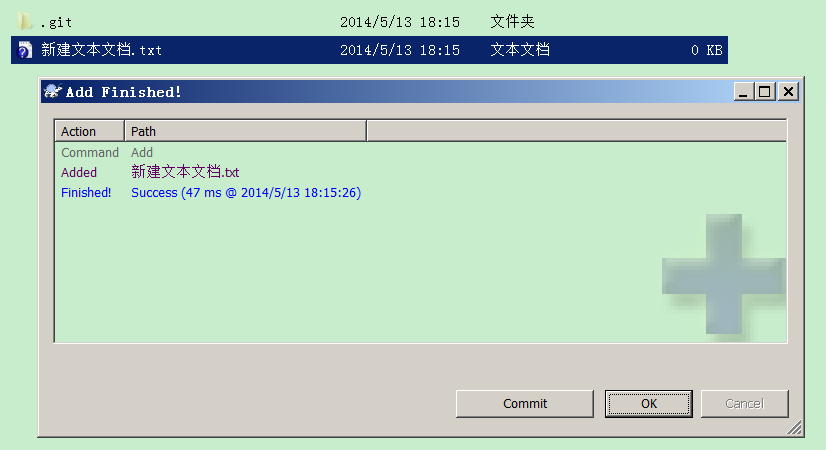 .git 2014/5/13 18:15 文件夹
新建文本文档.txt 2014/5/13 18:15 文本文档 0 KB
Add Finished!
Action Path
Command Add
Added 新建文本文档.txt
Finished! Success (47 ms @ 2014/5/13 18:15:26)
Commit OK Cancel